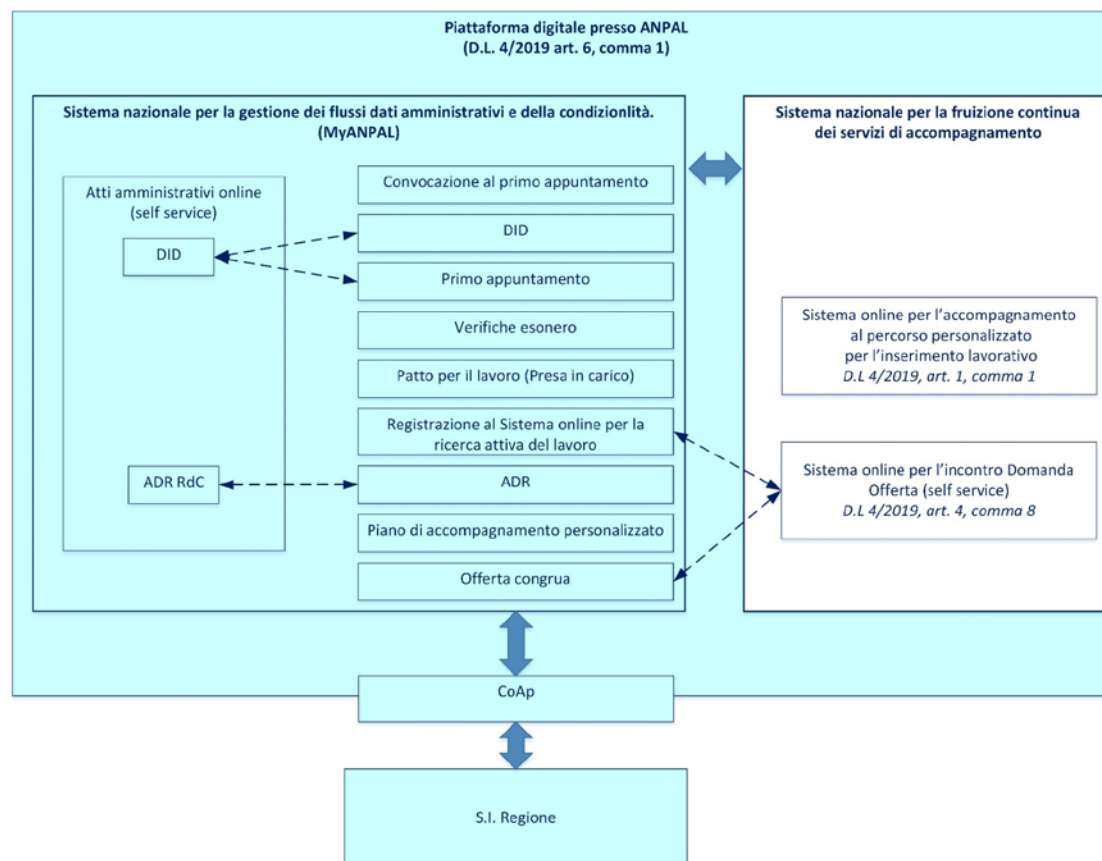 Piattaforma digitale presso ANPAL
(D.L. 4/2019 art. 6, comma 1)
Sistema nazionale per la gestione dei flussi dati amministrativi e della condizionlità.
(MyANPAL)
Atti amministrativi online
(self service)
DID
ADR RdC
Convocazione al primo appuntamento
DID
Primo appuntamento
Verifiche esonero
Patto per il lavoro (Presa in carico)
Registrazione al Sistema online per la
ricerca attiva del lavoro
ADR
Piano di accompagnamento personalizzato
Offerta congrua
Sistema nazionale per la fruizione continua
dei servizi di accompagnamento
Sistema online per l'accompagnamento
al percorso personalizzato
per l'inserimento lavorativo
D.L 4/2019, art. 1, comma 1
Sistema online per l'incontro Domanda
Offerta (self service)
D.L 4/2019, art. 4, comma 8
CoAp
S.I. Regione